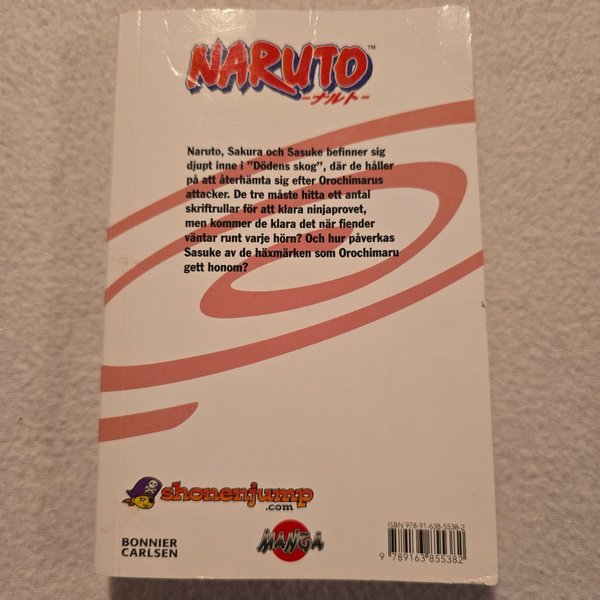 NARUTO™
-ナルト-
Naruto, Sakura och Sasuke befinner sig
djupt inne i ”Dödens skog”, där de håller
på att återhämta sig efter Orochimarus
attacker. De tre måste hitta ett antal
skriftrullar för att klara ninjaprovet,
men kommer de klara det när fiender
väntar runt varje hörn? Och hur påverkas
Sasuke av de häxmärken som Orochimaru
gett honom?
shonenjump
.com
BONNIER
CARLSEN
MANGA
ISBN 978-91-638-5538-2
9 789163 855382